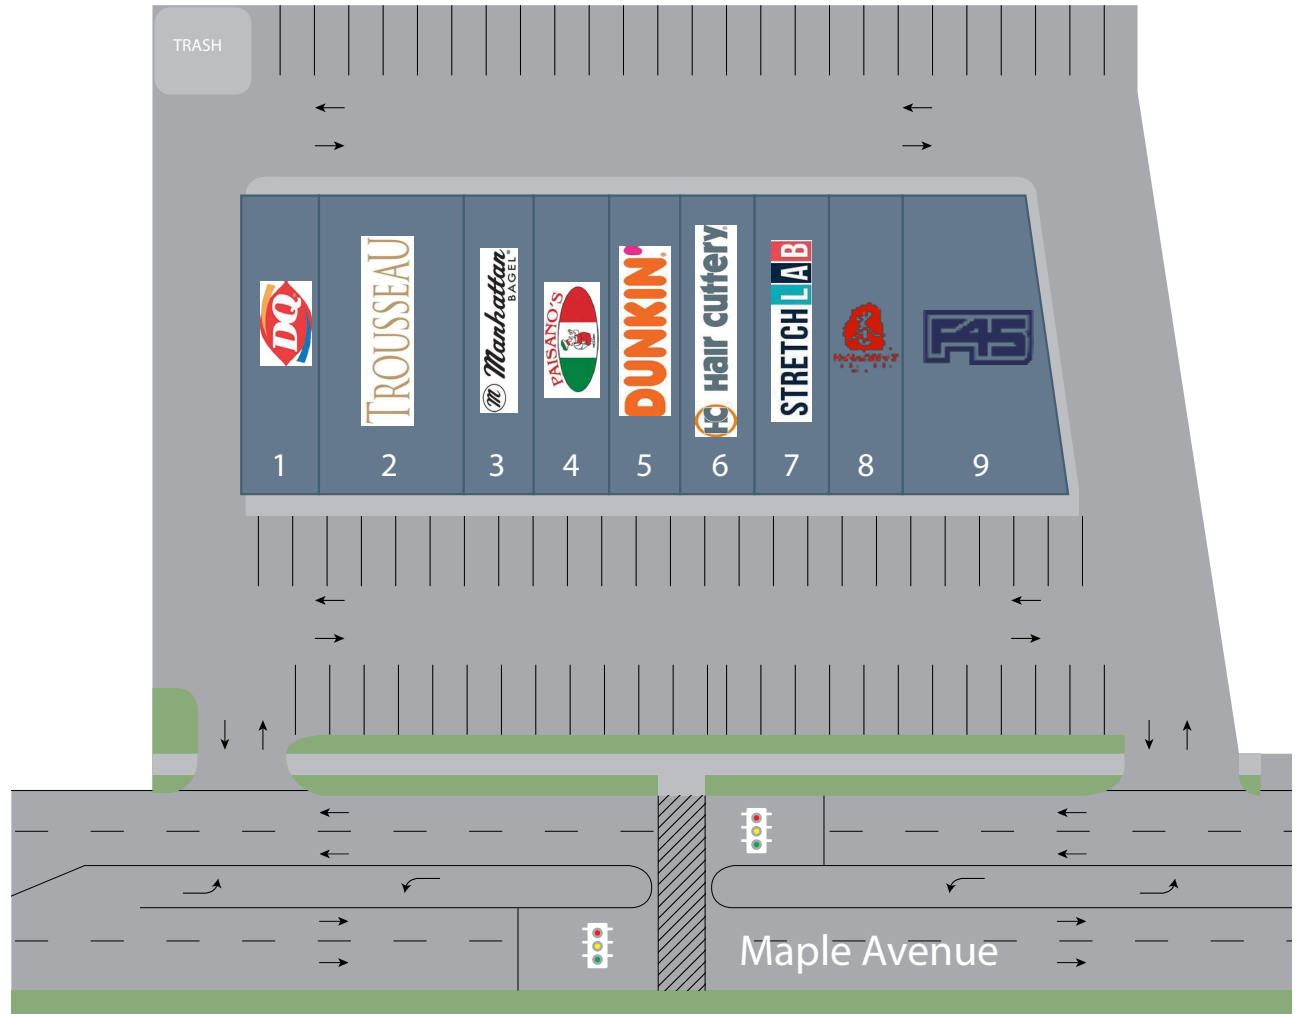 TRASH
DQ
TROUSSEAU
m Manhattan
BAGEL
PAISANO'S
DUNKIN'
HC Hair Cuttery
STRETCH LAB
F45
1 2 3 4 5 6 7 8 9
Maple Avenue